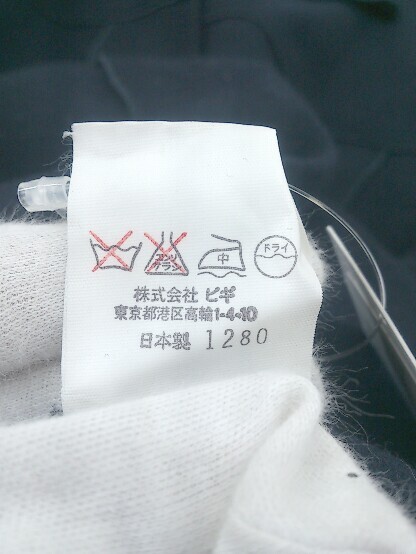 エンソ
サラシ
中
ドライ
株式会社 ピギ
東京都港区高輪1-4-10
日本製 1280